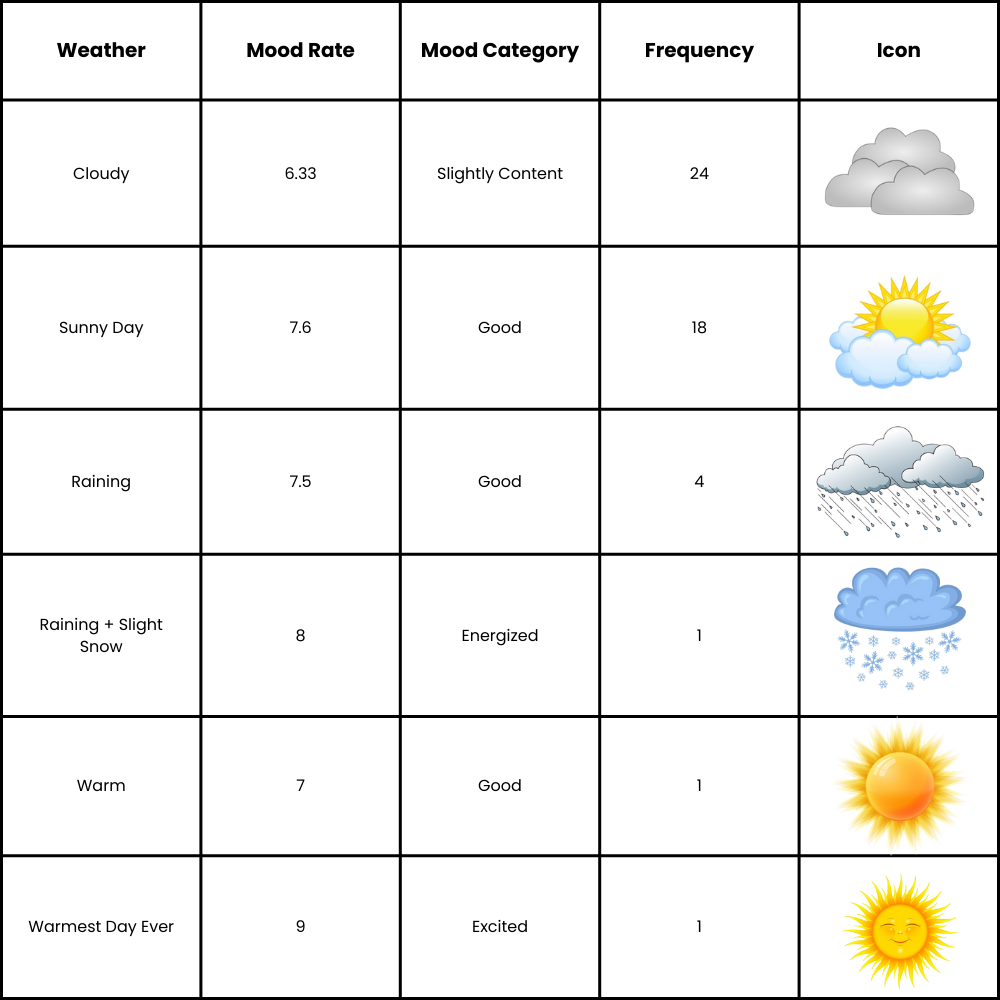 Weather Mood Rate Mood Category Frequency Icon
Cloudy 6.33 Slightly Content 24
Sunny Day 7.6 Good 18
Raining 7.5 Good 4
Raining + Slight
Snow 8 Energized 1
Warm 7 Good 1
Warmest Day Ever 9 Excited 1